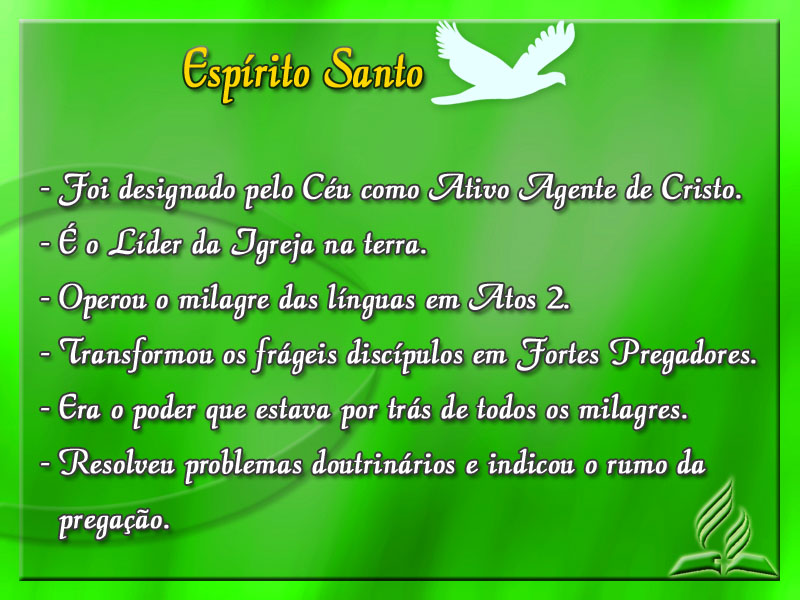 Espírito Santo
- Foi designado pelo Céu como Ativo Agente de Cristo.
- É o Líder da Igreja na terra.
- Operou o milagre das línguas em Atos 2.
- Transformou os frágeis discípulos em Fortes Pregadores.
- Era o poder que estava por trás de todos os milagres.
- Resolveu problemas doutrinários e indicou o rumo da
pregação.